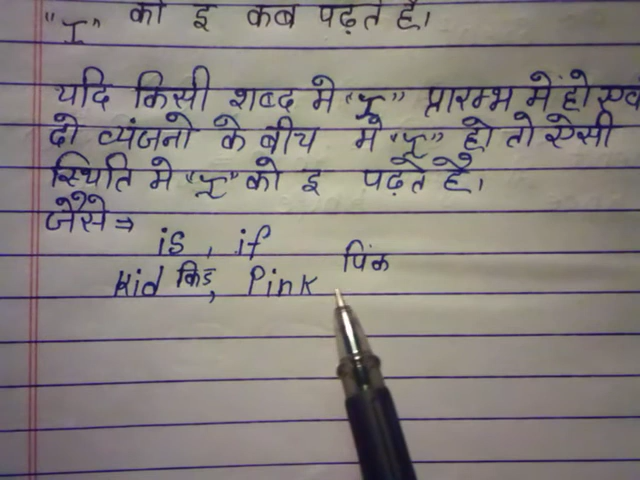 "I" को इ कब पढ़ते है।
यदि किसी शब्द मे "I" प्रारम्भ में हो एवं
दो व्यंजनो के बीच मे "I" हो तो ऐसी
स्थिति मे "I" को इ पढ़ते है।
जैसे ⇒
is, if
kid किड, Pink पिंक